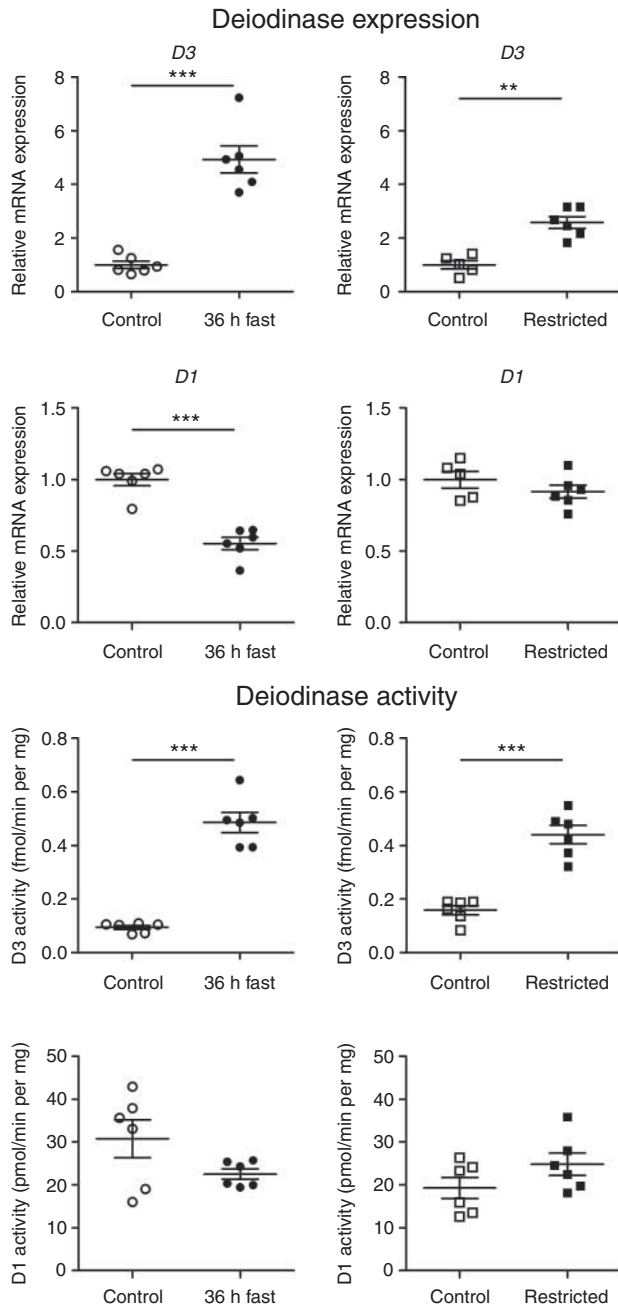 Deiodinase expression
D3
D3
***
**
Relative mRNA expression
8
6
4
2
0
Control
36 h fast
Relative mRNA expression
8
6
4
2
0
Control
Restricted
D1
D1
***
Relative mRNA expression
1.5
1.0
0.5
0.0
Control
36 h fast
Relative mRNA expression
1.5
1.0
0.5
0.0
Control
Restricted
Deiodinase activity
***
***
D3 activity (fmol/min per mg)
0.8
0.6
0.4
0.2
0.0
Control
36 h fast
D3 activity (fmol/min per mg)
0.8
0.6
0.4
0.2
0.0
Control
Restricted
D1 activity (pmol/min per mg)
50
40
30
20
10
0
Control
36 h fast
D1 activity (pmol/min per mg)
50
40
30
20
10
0
Control
Restricted